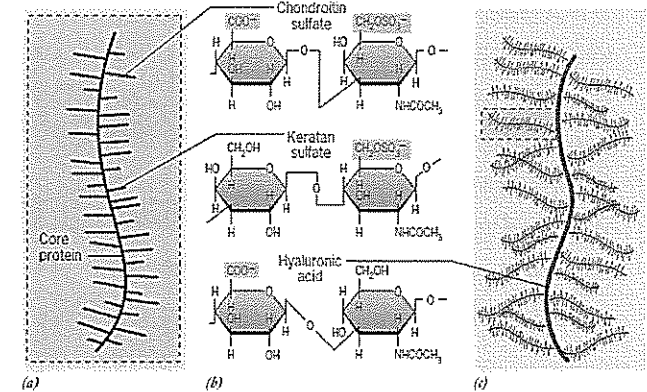 Chondroitin
sulfate
COO⁻
CH₂OSO₃⁻
H
O
H
O
HO
O
O
H
H
H
H
OH
H
NHCOCH₃
Keratan
sulfate
CH₂OH
CH₂OSO₃⁻
HO
O
H
O
H
O
O
H
H
H
OH
H
NHCOCH₃
Core
protein
Hyaluronic
acid
COO⁻
CH₂OH
O
H
O
H
O
O
H
HO
H
H
OH
H
NHCOCH₃
(a)
(b)
(c)